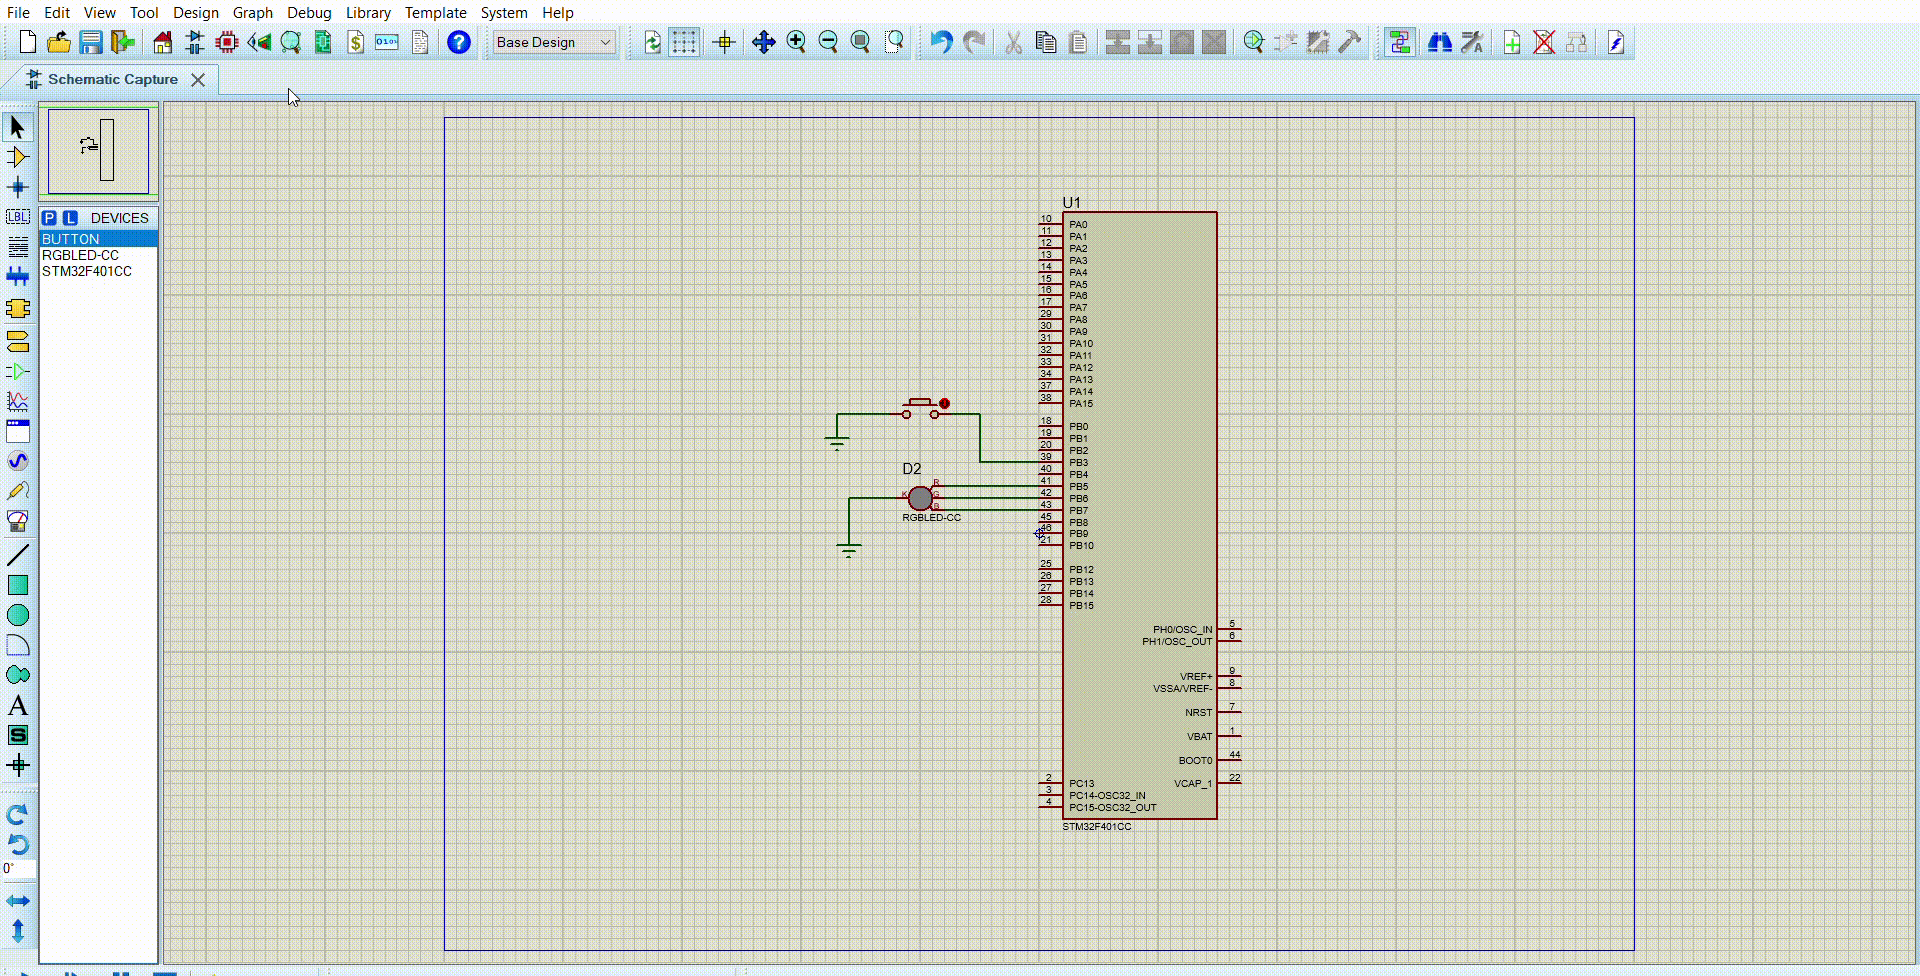 File Edit View Tool Design Graph Debug Library Template System Help
Base Design
Schematic Capture
P L DEVICES
BUTTON
RGBLED-CC
STM32F401CC
LBL
A
S
0°
U1
10 PA0
11 PA1
12 PA2
13 PA3
14 PA4
15 PA5
16 PA6
17 PA7
29 PA8
30 PA9
31 PA10
32 PA11
33 PA12
34 PA13
37 PA14
38 PA15
18 PB0
19 PB1
20 PB2
39 PB3
40 PB4
41 PB5
42 PB6
43 PB7
45 PB8
46 PB9
21 PB10
25 PB12
26 PB13
27 PB14
28 PB15
D2
R
K G
B
RGBLED-CC
PH0/OSC_IN 5
PH1/OSC_OUT 6
VREF+ 9
VSSA/VREF- 8
NRST 7
VBAT 1
BOOT0 44
2 PC13 VCAP_1 22
3 PC14-OSC32_IN
4 PC15-OSC32_OUT
STM32F401CC